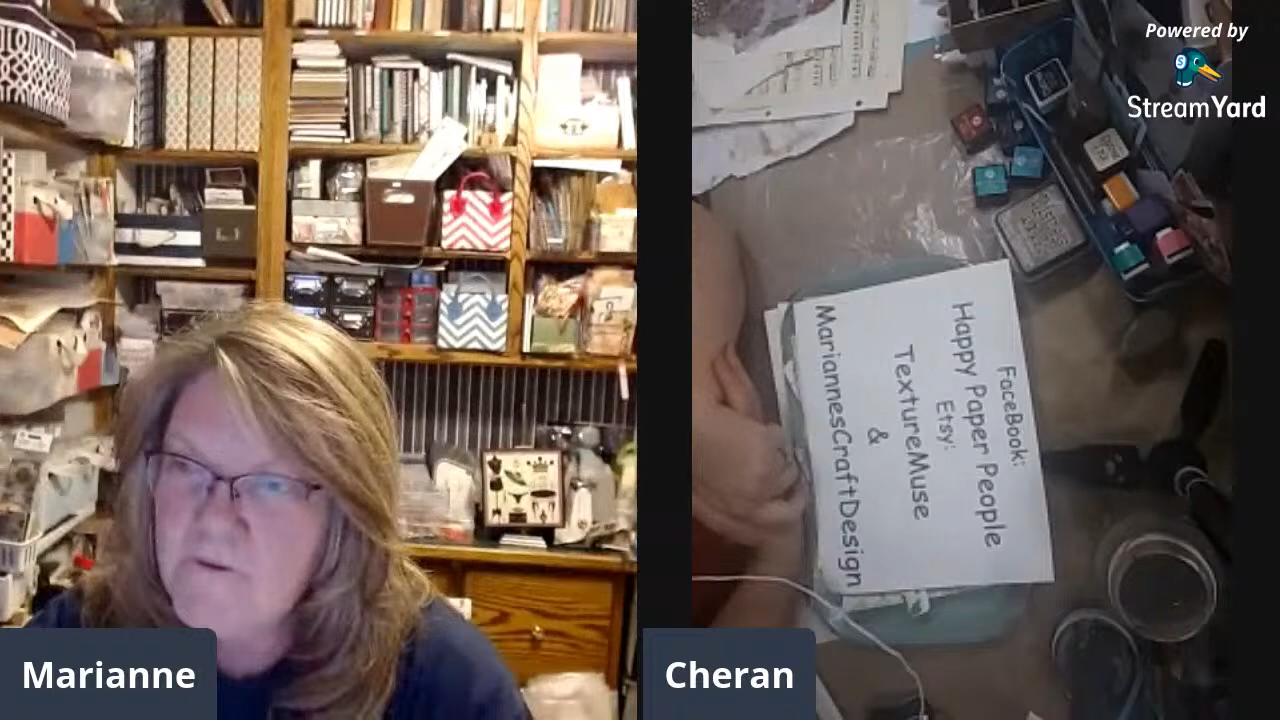 Powered by
StreamYard
FaceBook:
Happy Paper People
Etsy:
TextureMuse
&
MariannesCraftDesign
Marianne
Cheran